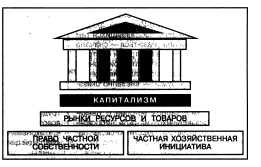 КАПИТАЛИЗМ
РЫНКИ РЕСУРСОВ И ТОВАРОВ
ПРАВО ЧАСТНОЙ
СОБСТВЕННОСТИ
ЧАСТНАЯ ХОЗЯЙСТВЕННАЯ
ИНИЦИАТИВА